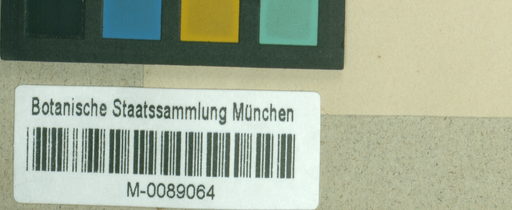 Botanische Staatssammlung München
M-0089064